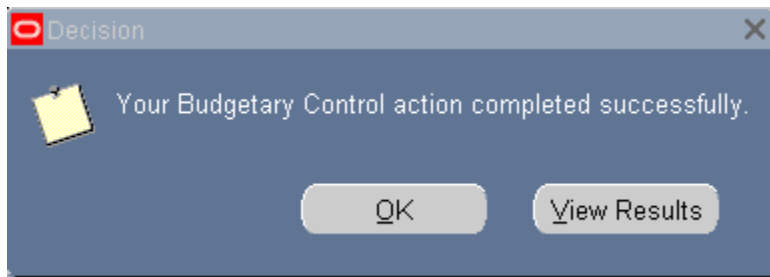 Decision
Your Budgetary Control action completed successfully.
OK
View Results